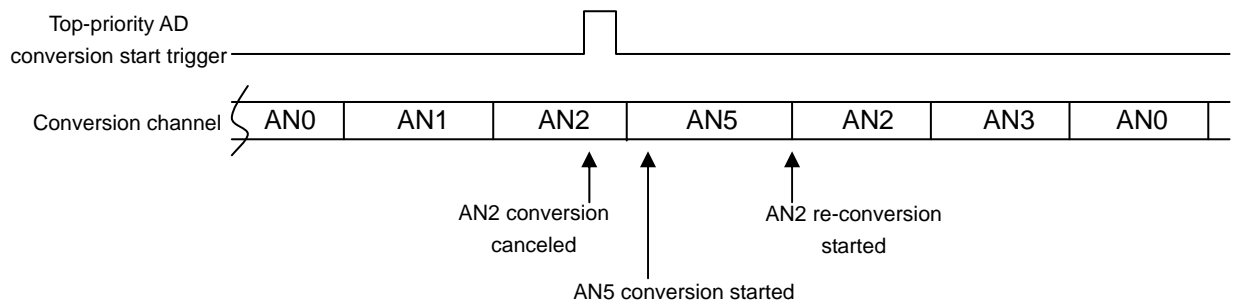 Top-priority AD
conversion start trigger
Conversion channel
AN0 AN1 AN2 AN5 AN2 AN3 AN0
AN2 conversion
canceled
AN2 re-conversion
started
AN5 conversion started